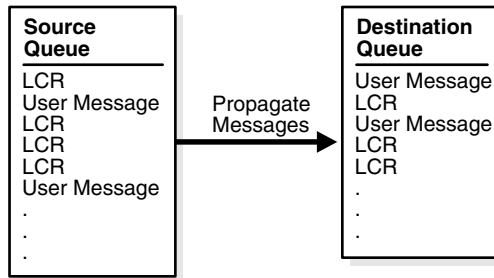 Source
Queue
LCR
User Message
LCR
LCR
LCR
User Message
.
.
.
Propagate
Messages
Destination
Queue
User Message
LCR
User Message
LCR
LCR
.
.
.